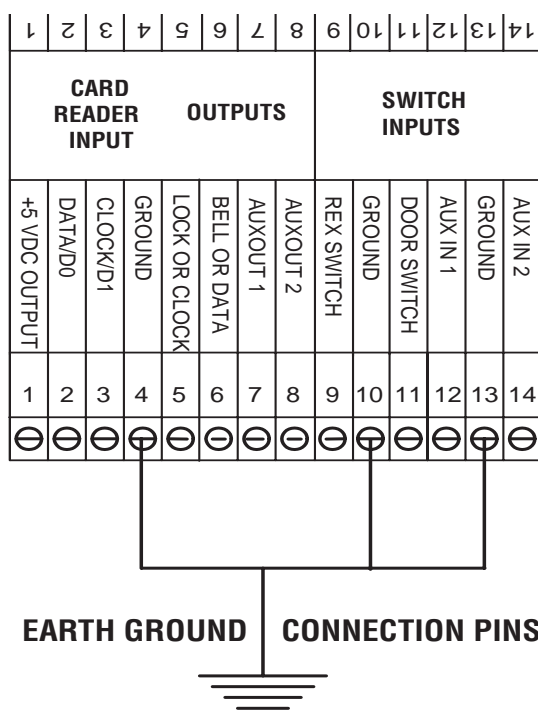 1 2 3 4 5 6 7 8 9 10 11 12 13 14
CARD
READER
INPUT
OUTPUTS
SWITCH
INPUTS
+5 VDC OUTPUT
DATA/D0
CLOCK/D1
GROUND
LOCK OR CLOCK
BELL OR DATA
AUXOUT 1
AUXOUT 2
REX SWITCH
GROUND
DOOR SWITCH
AUX IN 1
GROUND
AUX IN 2
1 2 3 4 5 6 7 8 9 10 11 12 13 14
EARTH GROUND CONNECTION PINS